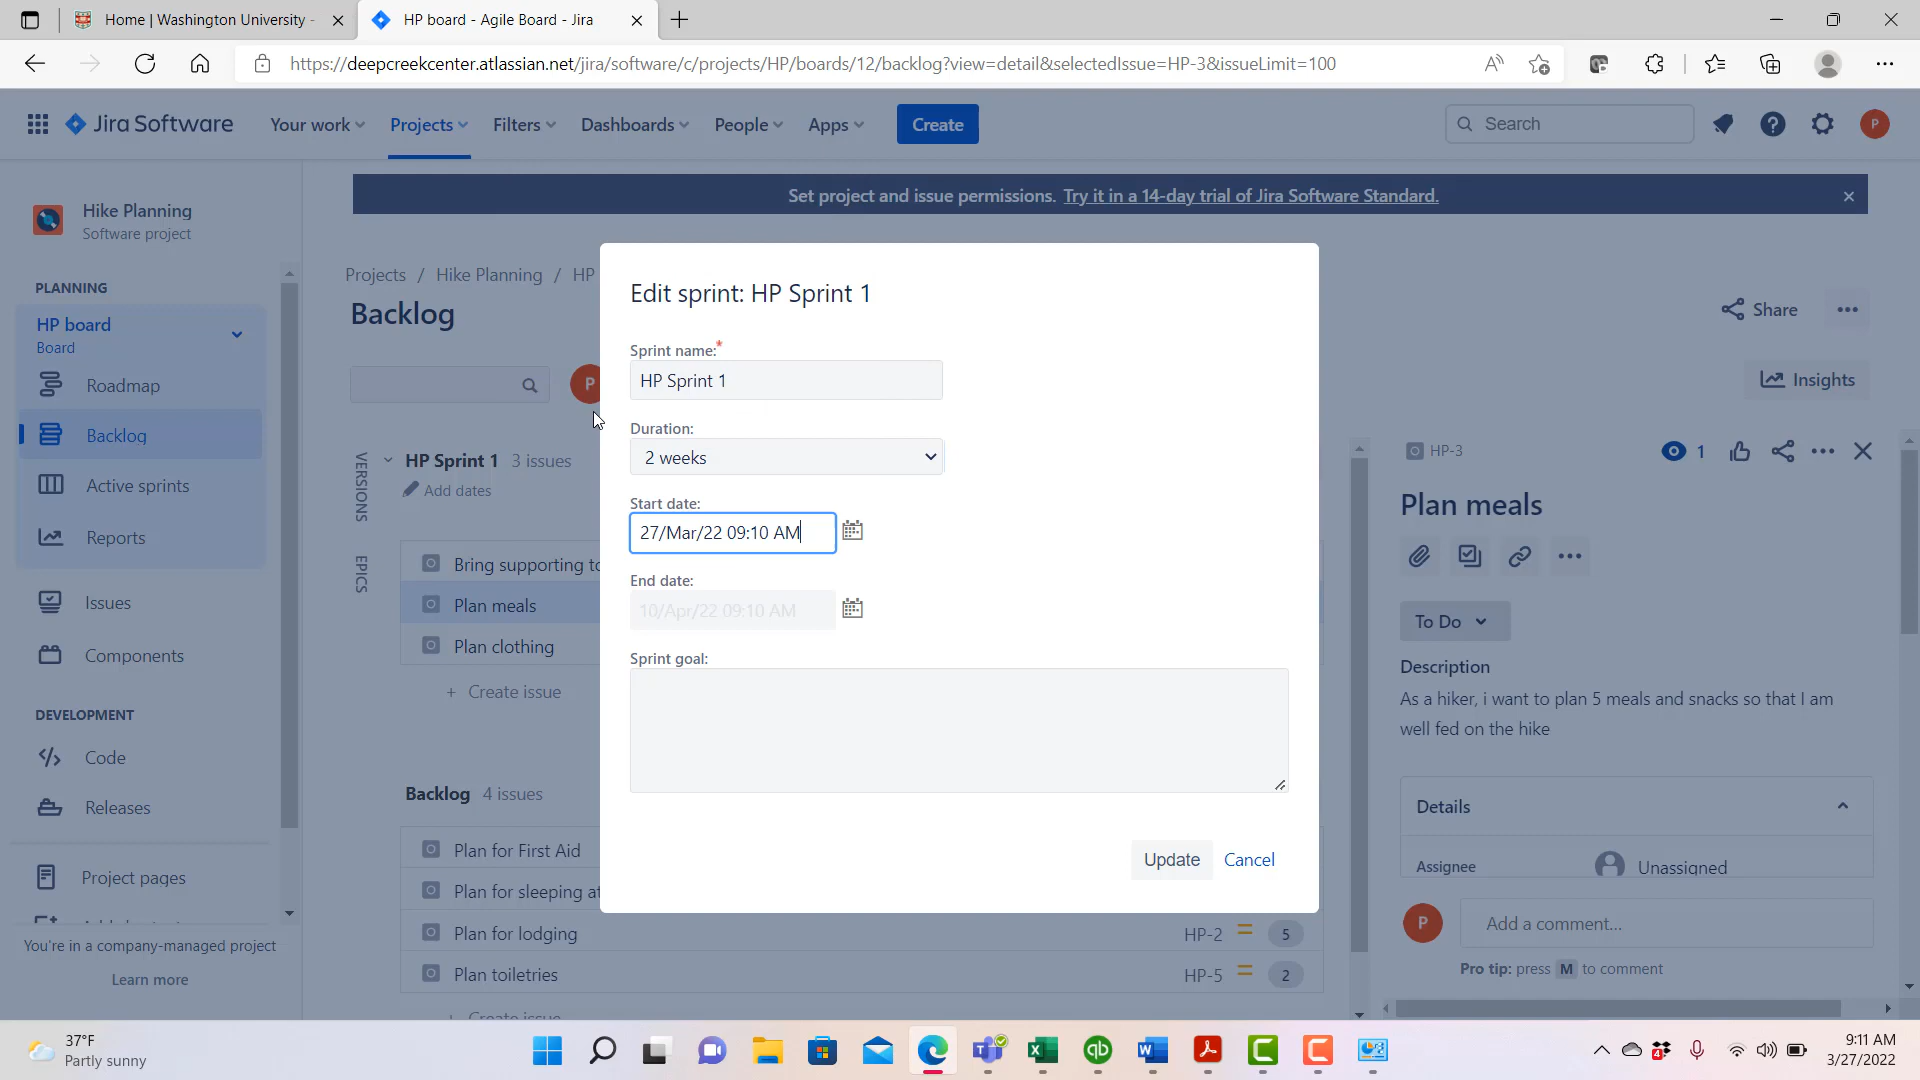 Home | Washington University -
HP board - Agile Board - Jira
https://deepcreekcenter.atlassian.net/jira/software/c/projects/HP/boards/12/backlog?view=detail&selectedIssue=HP-3&issueLimit=100
Jira Software
Your work
Projects
Filters
Dashboards
People
Apps
Create
Search
P
Set project and issue permissions. Try it in a 14-day trial of Jira Software Standard.
Hike Planning
Software project
PLANNING
HP board
Board
Roadmap
Backlog
Active sprints
Reports
Issues
Components
DEVELOPMENT
Code
Releases
Project pages
You're in a company-managed project
Learn more
Projects / Hike Planning / HP
Backlog
Share
Insights
P
VERSIONS
EPICS
HP Sprint 1 3 issues
Add dates
Bring supporting to
Plan meals
Plan clothing
+ Create issue
Backlog 4 issues
Plan for First Aid
Plan for sleeping at
Plan for lodging HP-2 5
Plan toiletries HP-5 2
Create issue
Edit sprint: HP Sprint 1
Sprint name:*
HP Sprint 1
Duration:
2 weeks
Start date:
27/Mar/22 09:10 AM
End date:
10/Apr/22 09:10 AM
Sprint goal:
Update Cancel
HP-3
1
Plan meals
To Do
Description
As a hiker, i want to plan 5 meals and snacks so that I am
well fed on the hike
Details
Assignee Unassigned
P
Add a comment...
Pro tip: press M to comment
37°F
Partly sunny
9:11 AM
3/27/2022